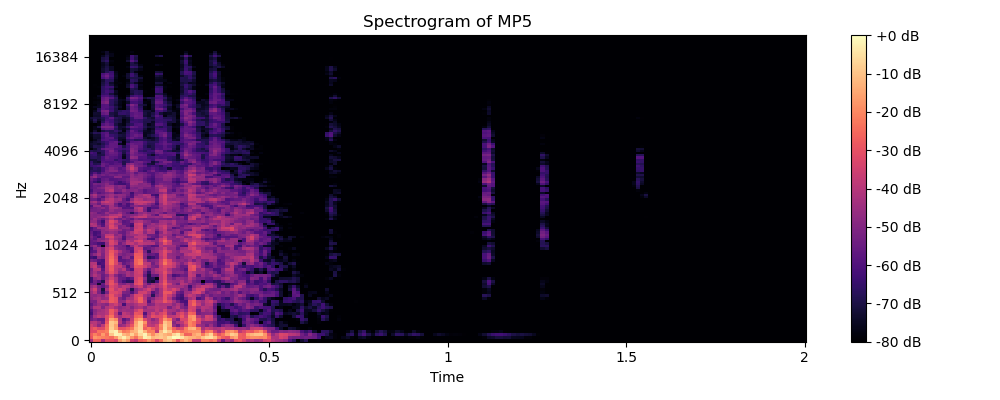 Spectrogram of MP5
16384
8192
4096
2048
1024
512
0
Hz
0
0.5
1
1.5
2
Time
+0 dB
-10 dB
-20 dB
-30 dB
-40 dB
-50 dB
-60 dB
-70 dB
-80 dB